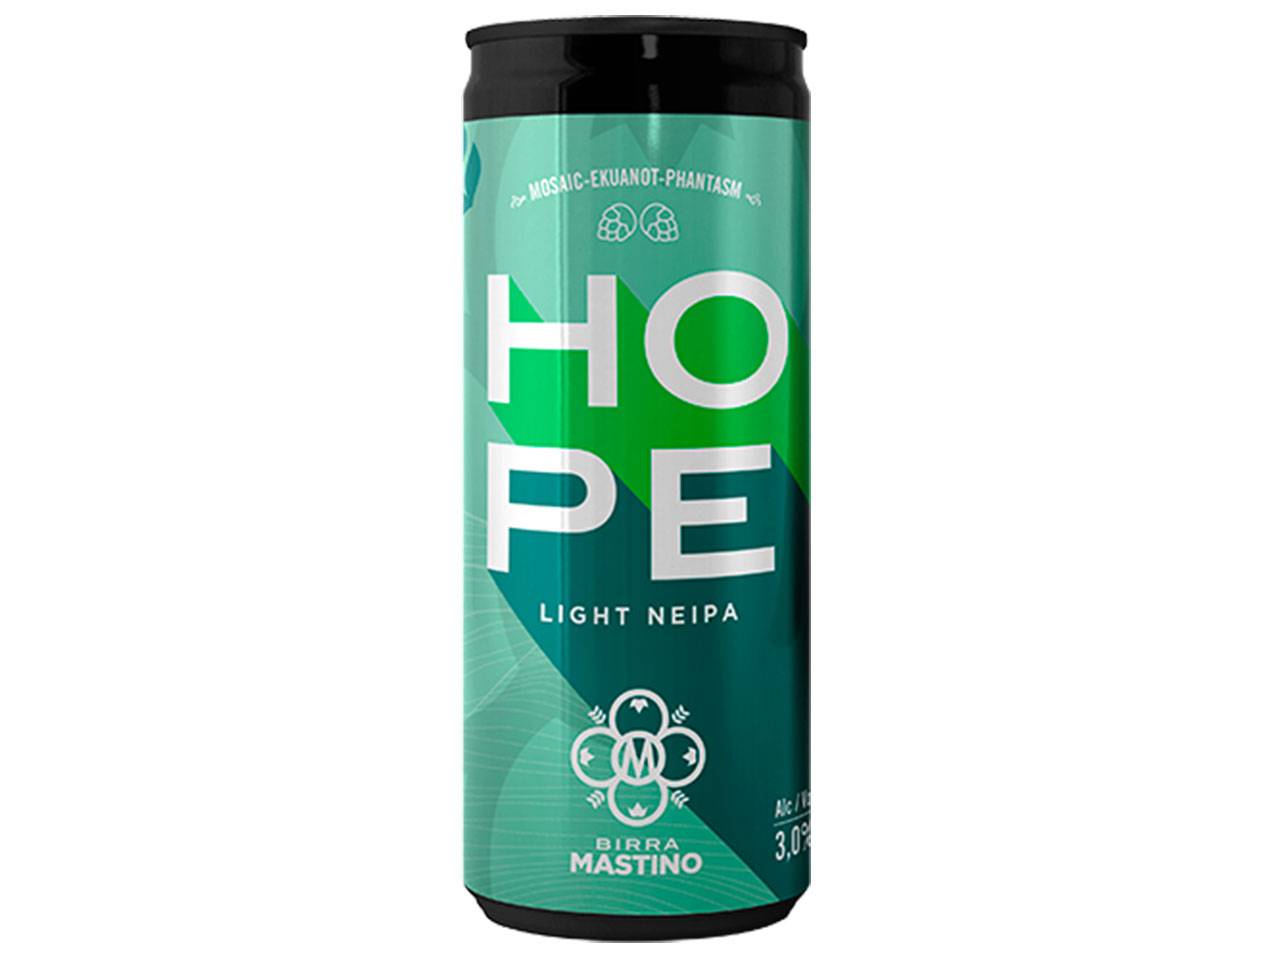 MOSAIC-EKUANOT-PHANTASM
HO
PE
LIGHT NEIPA
M
BIRRA
MASTINO
Alc /
3,0%